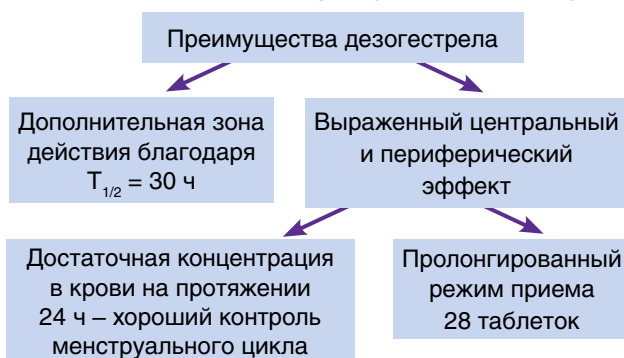 Преимущества дезогестрела
Дополнительная зона
действия благодаря
T1/2 = 30 ч
Выраженный центральный
и периферический
эффект
Достаточная концентрация
в крови на протяжении
24 ч – хороший контроль
менструального цикла
Пролонгированный
режим приема
28 таблеток